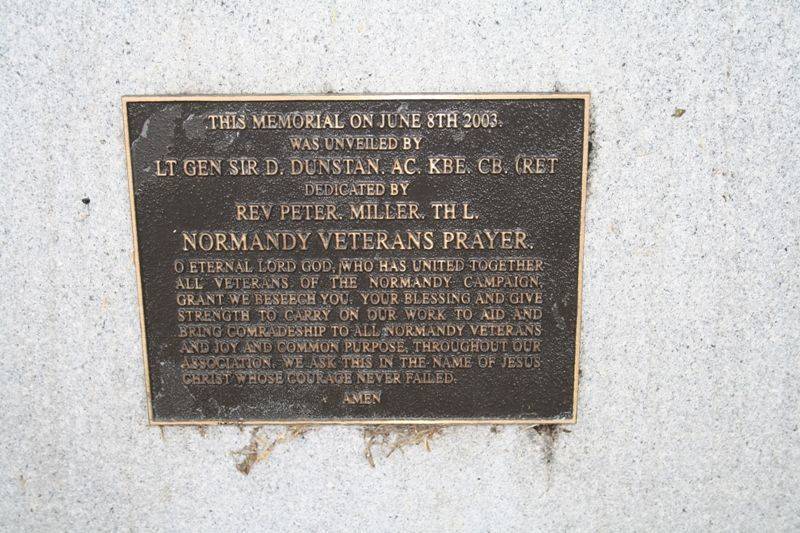 THIS MEMORIAL ON JUNE 8TH 2003.
WAS UNVEILED BY
LT GEN SIR D. DUNSTAN. AC. KBE. CB. (RET
DEDICATED BY
REV PETER. MILLER. TH L.
NORMANDY VETERANS PRAYER.
O ETERNAL LORD GOD, WHO HAS UNITED TOGETHER
ALL VETERANS OF THE NORMANDY CAMPAIGN,
GRANT WE BESEECH YOU. YOUR BLESSING AND GIVE
STRENGTH TO CARRY ON OUR WORK TO AID AND
BRING COMRADESHIP TO ALL NORMANDY VETERANS
AND JOY AND COMMON PURPOSE, THROUGHOUT OUR
ASSOCIATION. WE ASK THIS IN THE NAME OF JESUS
CHRIST WHOSE COURAGE NEVER FAILED.
AMEN